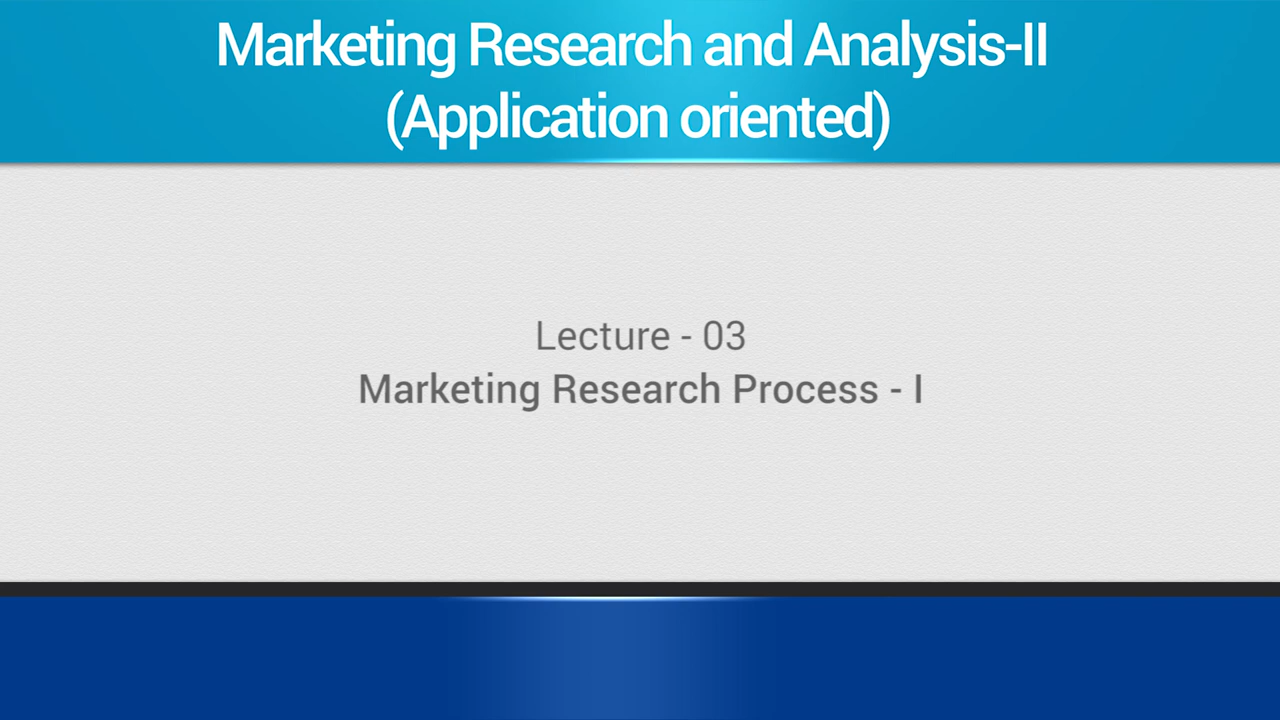 Marketing Research and Analysis-II
(Application oriented)
Lecture - 03
Marketing Research Process - I